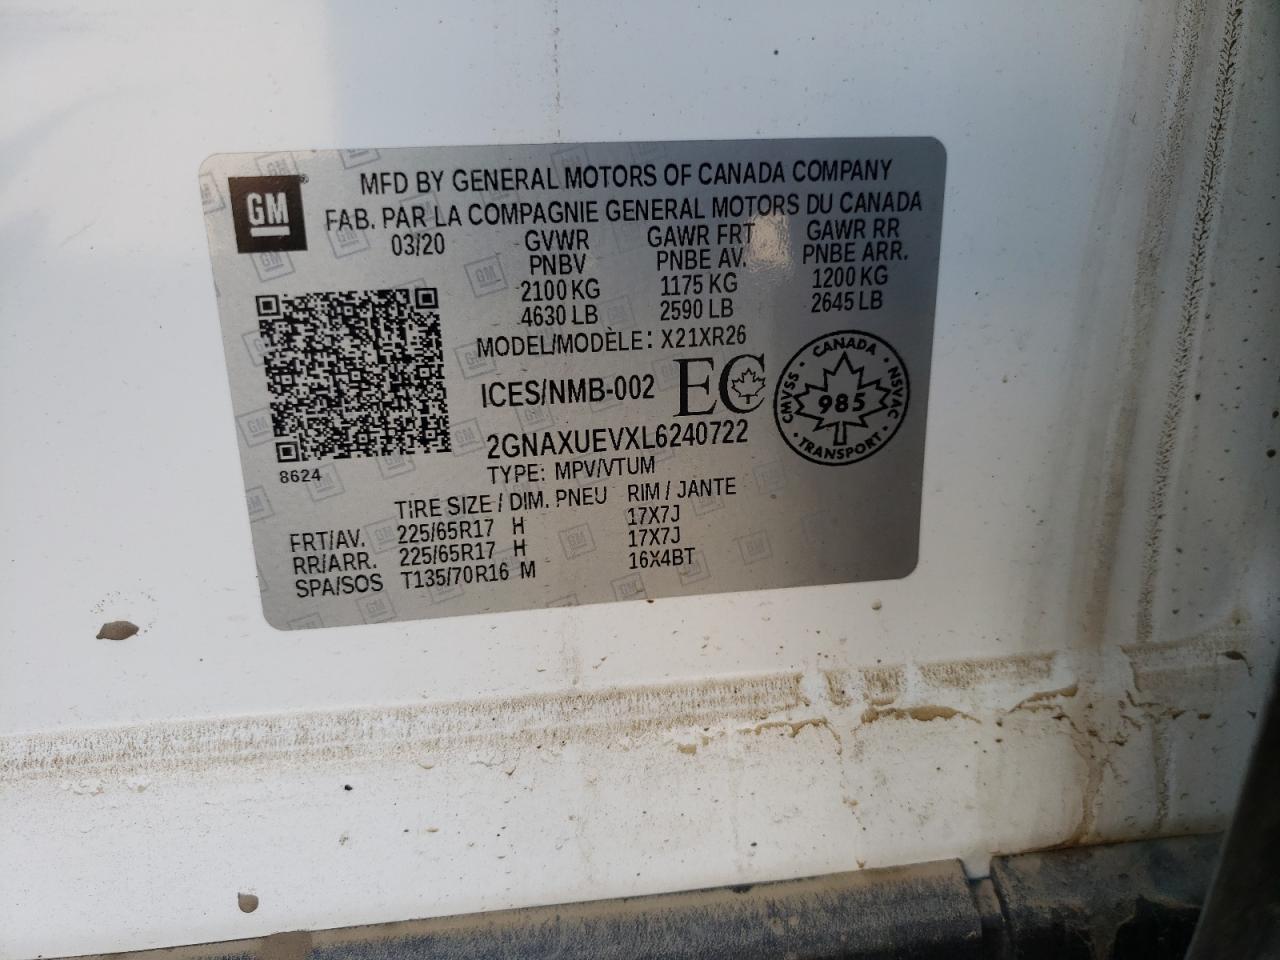 GM
MFD BY GENERAL MOTORS OF CANADA COMPANY
FAB. PAR LA COMPAGNIE GENERAL MOTORS DU CANADA
03/20 GVWR GAWR FRT GAWR RR
PNBV PNBE AV. PNBE ARR.
2100 KG 1175 KG 1200 KG
4630 LB 2590 LB 2645 LB
MODEL/MODÈLE: X21XR26
ICES/NMB-002 EC
CANADA
CMVSS 985 NSVAC
TRANSPORT
2GNAXUEVXL6240722
8624
TYPE: MPV/VTUM
TIRE SIZE / DIM. PNEU RIM / JANTE
FRT/AV. 225/65R17 H 17X7J
RR/ARR. 225/65R17 H 17X7J
SPA/SOS T135/70R16 M 16X4BT